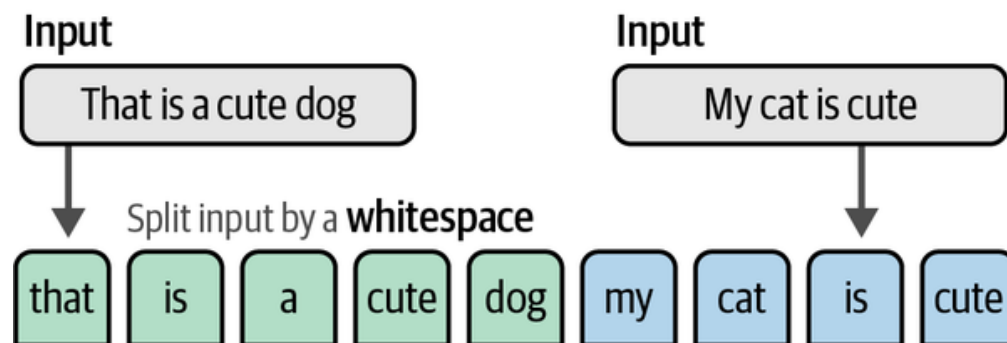 Input
Input
That is a cute dog
My cat is cute
Split input by a whitespace
that is a cute dog my cat is cute